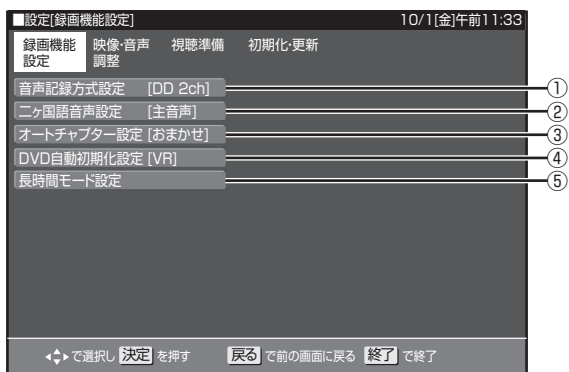 ■設定[録画機能設定] 10/1[金]午前11:33
録画機能設定 映像・音声調整 視聴準備 初期化・更新
音声記録方式設定 [DD 2ch] ①
二ヶ国語音声設定 [主音声] ②
オートチャプター設定 [おまかせ] ③
DVD自動初期化設定 [VR] ④
長時間モード設定 ⑤
で選択し 決定 を押す 戻る で前の画面に戻る 終了 で終了